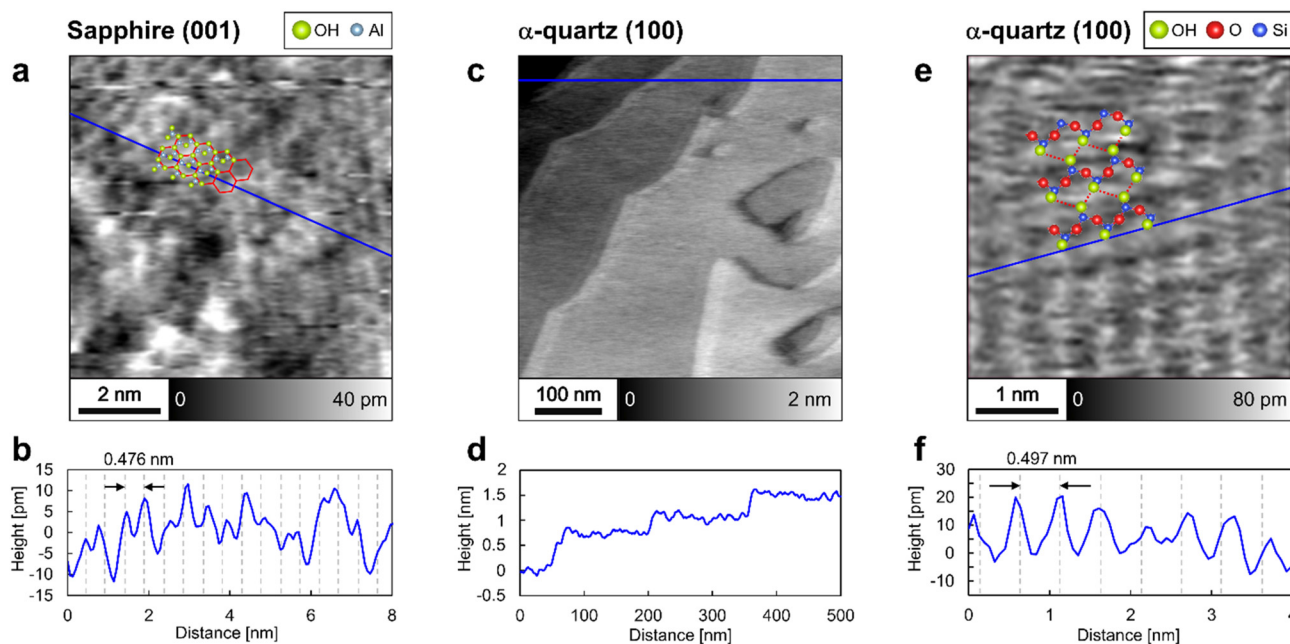 Sapphire (001)
OH Al
α-quartz (100)
α-quartz (100)
OH O Si
a
c
e
2 nm
0
40 pm
100 nm
0
2 nm
1 nm
0
80 pm
b
0.476 nm
Height [pm]
15
10
5
0
-5
-10
-15
0
2
4
6
8
Distance [nm]
d
Height [nm]
2
1.5
1
0.5
0
-0.5
0
100
200
300
400
500
Distance [nm]
f
0.497 nm
Height [pm]
30
20
10
0
-10
0
1
2
3
4
Distance [nm]